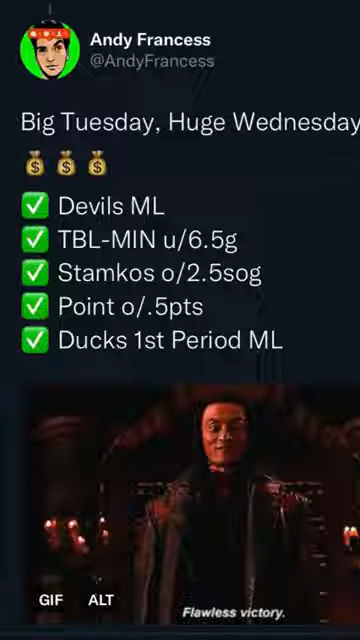 Andy Francess
@AndyFrancess
Big Tuesday, Huge Wednesday
💰 💰 💰
✅ Devils ML
✅ TBL-MIN u/6.5g
✅ Stamkos o/2.5sog
✅ Point o/.5pts
✅ Ducks 1st Period ML
GIF ALT
Flawless victory.